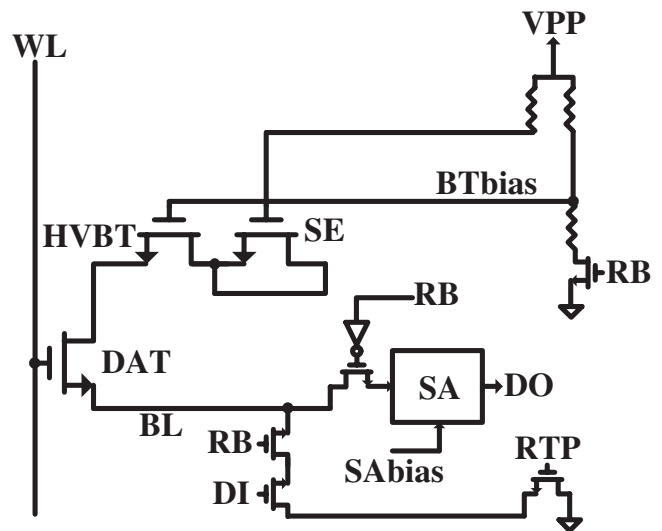 WL
VPP
BTbias
HVBT
SE
RB
RB
DAT
SA
DO
BL
RB
SAbias
RTP
DI